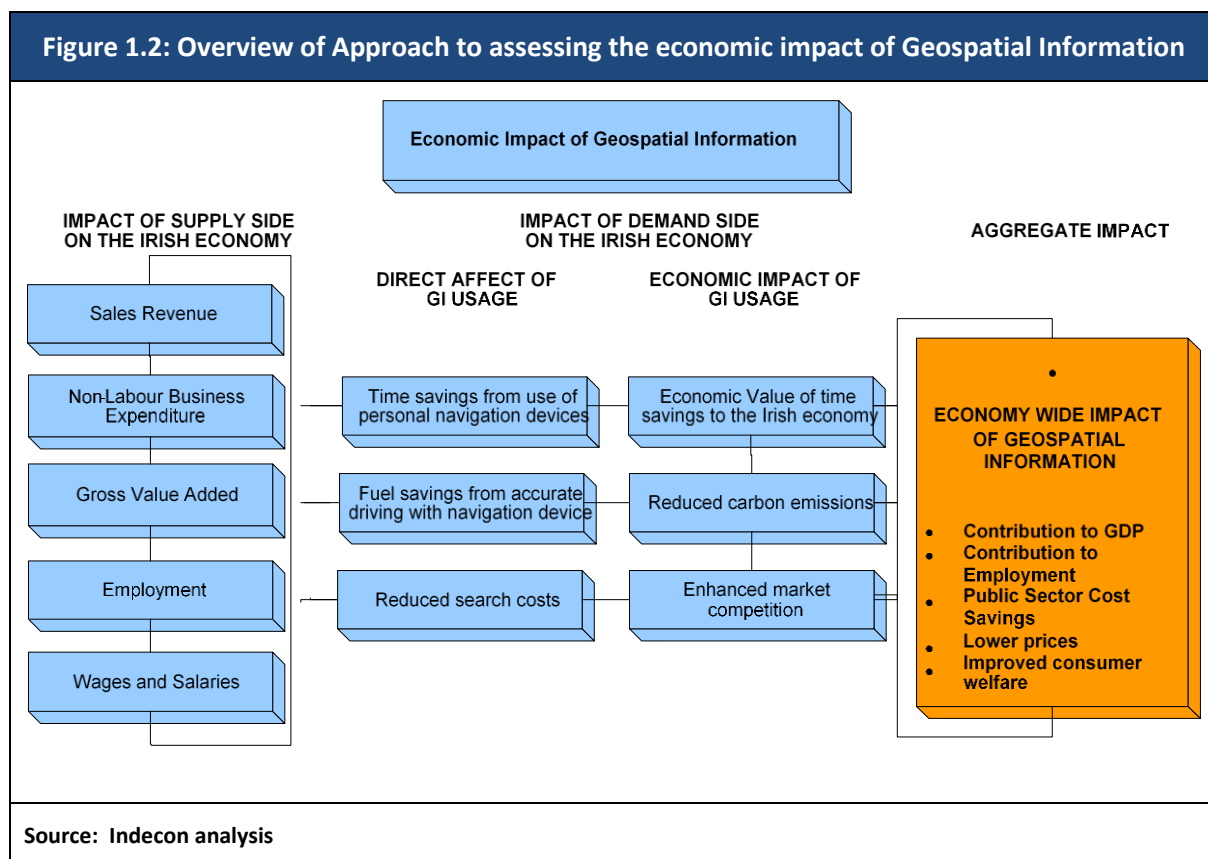 Figure 1.2: Overview of Approach to assessing the economic impact of Geospatial Information
Economic Impact of Geospatial Information
IMPACT OF SUPPLY SIDE
ON THE IRISH ECONOMY
Sales Revenue
Non-Labour Business
Expenditure
Gross Value Added
Employment
Wages and Salaries
IMPACT OF DEMAND SIDE
ON THE IRISH ECONOMY
DIRECT AFFECT OF
GI USAGE
Time savings from use of
personal navigation devices
Fuel savings from accurate
driving with navigation device
Reduced search costs
ECONOMIC IMPACT OF
GI USAGE
Economic Value of time
savings to the Irish economy
Reduced carbon emissions
Enhanced market
competition
AGGREGATE IMPACT
•
ECONOMY WIDE IMPACT
OF GEOSPATIAL
INFORMATION
• Contribution to GDP
• Contribution to
Employment
• Public Sector Cost
Savings
• Lower prices
• Improved consumer
welfare
Source: Indecon analysis